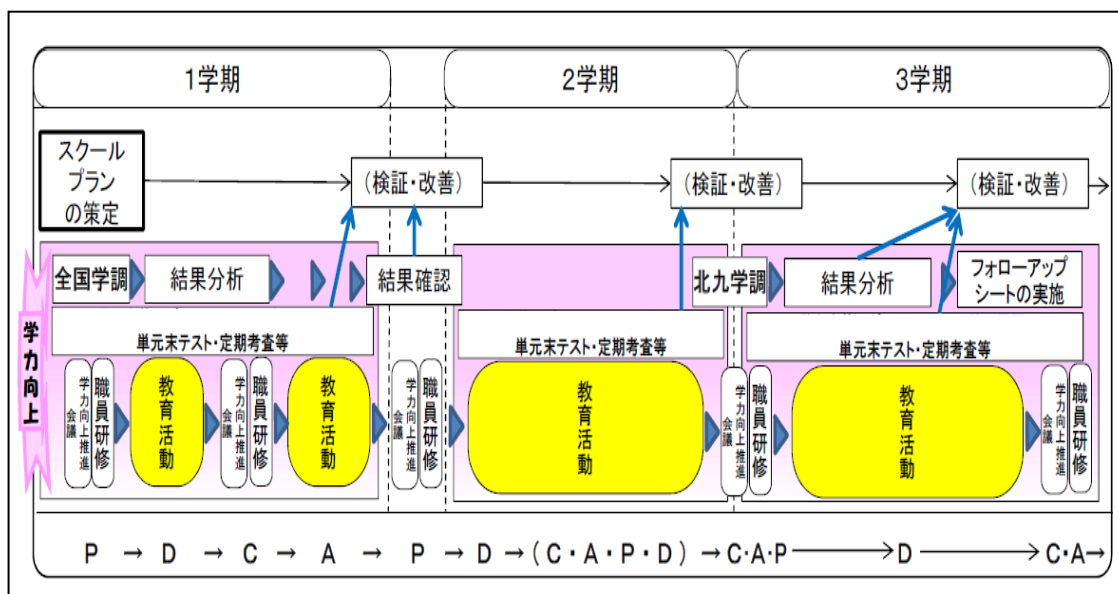 1学期
2学期
3学期
スクール
プラン
の策定
(検証・改善)
(検証・改善)
(検証・改善)
学力向上
全国学調
結果分析
結果確認
北九学調
結果分析
フォローアップ
シートの実施
単元末テスト・定期考査等
単元末テスト・定期考査等
単元末テスト・定期考査等
学力向上推進
会議
職員研修
教育活動
学力向上推進
会議
職員研修
教育活動
学力向上推進
会議
職員研修
教育活動
学力向上推進
会議
職員研修
教育活動
学力向上推進
会議
職員研修
P → D → C → A → P → D → (C・A・P・D) → C・A・P → D → C・A→